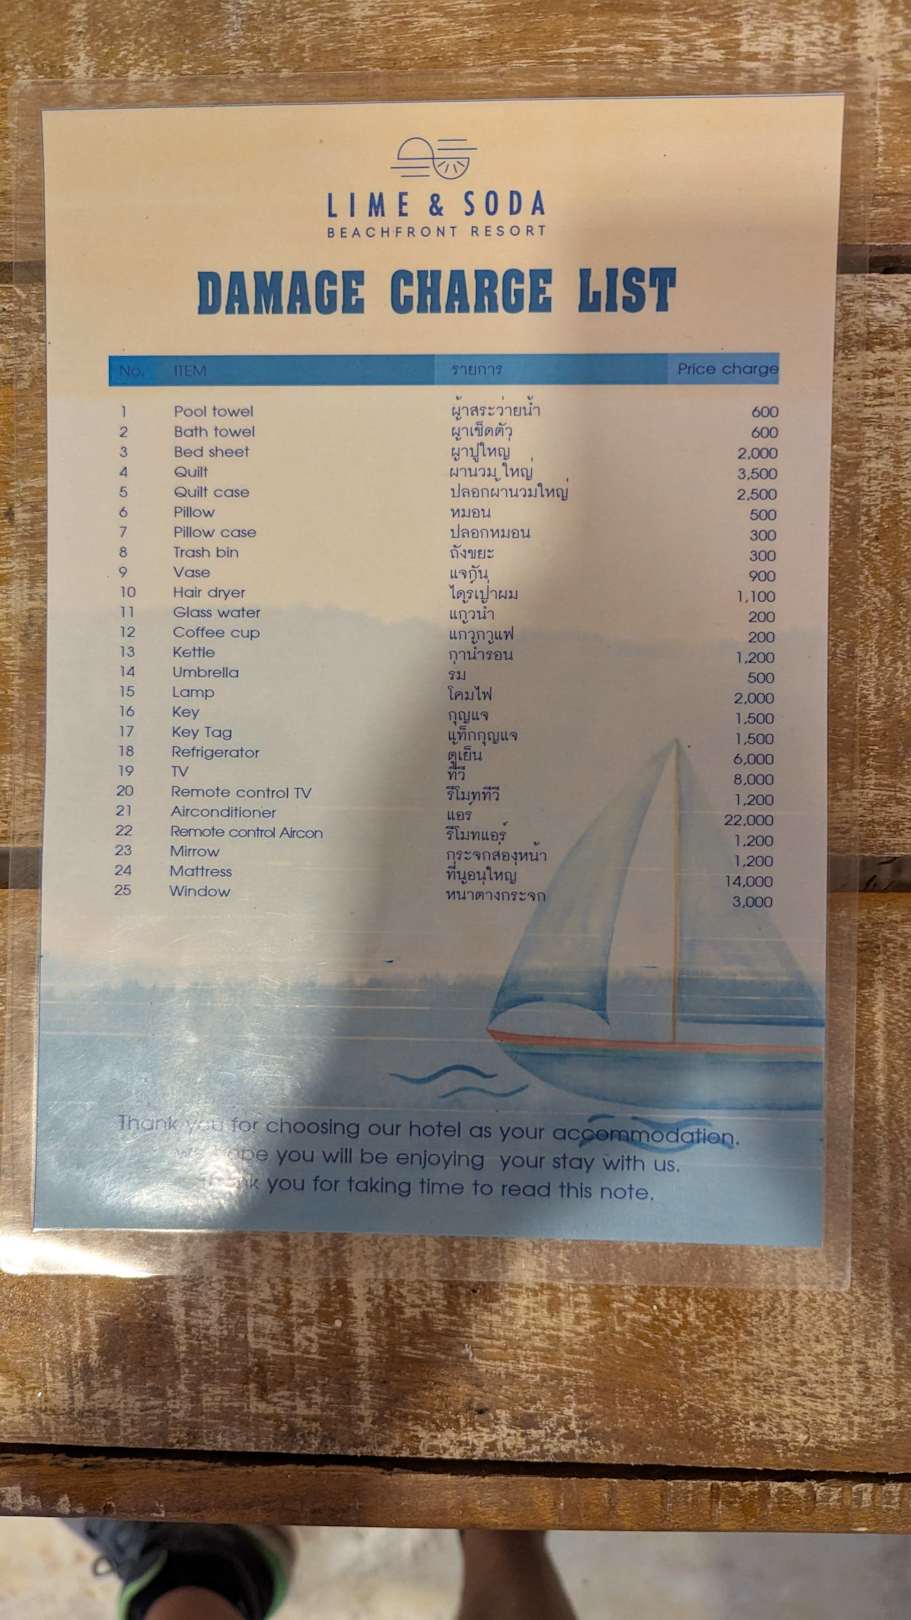 LIME & SODA
BEACHFRONT RESORT
DAMAGE CHARGE LIST
No. ITEM รายการ Price charge
1 Pool towel ผ้าสระว่ายน้ำ 600
2 Bath towel ผ้าเช็ดตัว 600
3 Bed sheet ผ้าปูใหญ่ 2,000
4 Quilt ผ้านวม ใหญ่ 3,500
5 Quilt case ปลอกผ้านวมใหญ่ 2,500
6 Pillow หมอน 500
7 Pillow case ปลอกหมอน 300
8 Trash bin ถังขยะ 300
9 Vase แจกัน 900
10 Hair dryer ไดร์เป่าผม 1,100
11 Glass water แก้วน้ำ 200
12 Coffee cup แก้วกาแฟ 200
13 Kettle กาน้ำร้อน 1,200
14 Umbrella ร่ม 500
15 Lamp โคมไฟ 2,000
16 Key กุญแจ 1,500
17 Key Tag แท็กกุญแจ 1,500
18 Refrigerator ตู้เย็น 6,000
19 TV ทีวี 8,000
20 Remote control TV รีโมททีวี 1,200
21 Airconditioner แอร์ 22,000
22 Remote control Aircon รีโมทแอร์ 1,200
23 Mirrow กระจกส่องหน้า 1,200
24 Mattress ที่นอนใหญ่ 14,000
25 Window หน้าต่างกระจก 3,000
Thank you for choosing our hotel as your accommodation.
we hope you will be enjoying your stay with us.
Thank you for taking time to read this note.